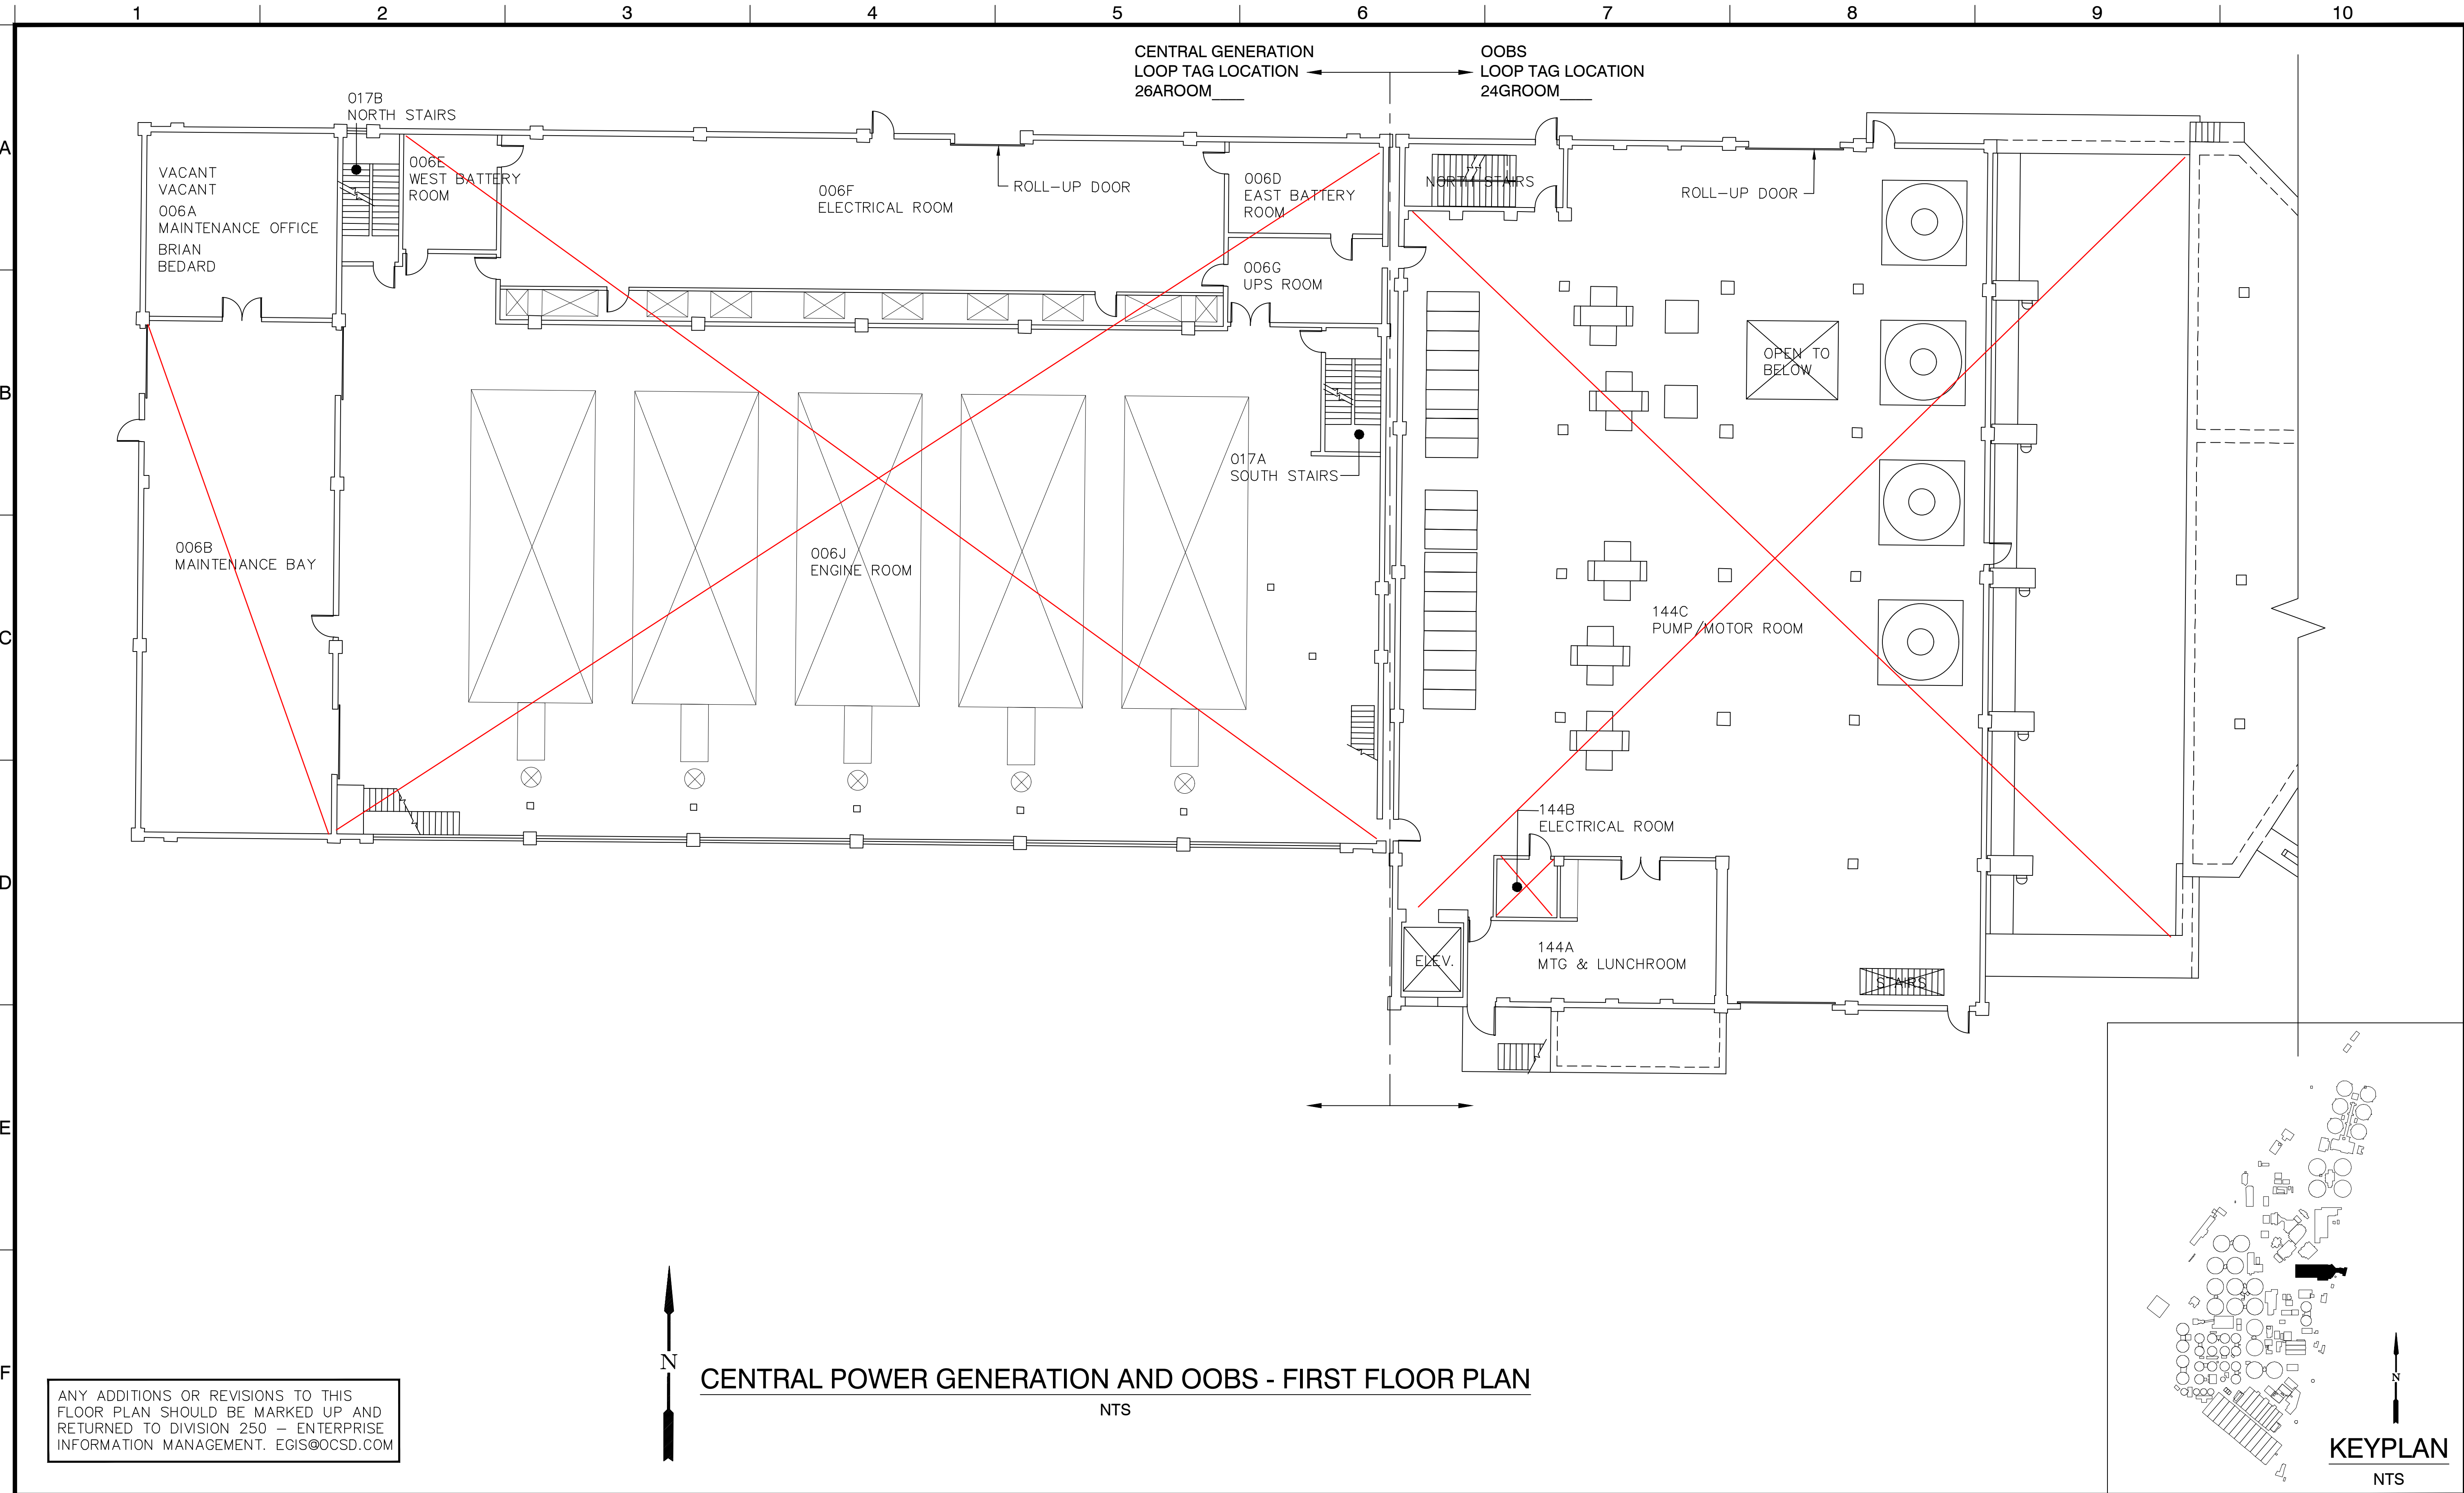 1 2 3 4 5 6 7 8 9 10
A
B
C
D
E
F
CENTRAL GENERATION
LOOP TAG LOCATION
26AROOM____
OOBS
LOOP TAG LOCATION
24GROOM____
017B
NORTH STAIRS
VACANT
VACANT
006A
MAINTENANCE OFFICE
BRIAN
BEDARD
006E
WEST BATTERY
ROOM
006F
ELECTRICAL ROOM
ROLL-UP DOOR
006D
EAST BATTERY
ROOM
006G
UPS ROOM
NORTH STAIRS
ROLL-UP DOOR
OPEN TO
BELOW
017A
SOUTH STAIRS
006B
MAINTENANCE BAY
006J
ENGINE ROOM
144C
PUMP/MOTOR ROOM
144B
ELECTRICAL ROOM
144A
MTG & LUNCHROOM
ELEV.
STAIRS
N
CENTRAL POWER GENERATION AND OOBS - FIRST FLOOR PLAN
NTS
ANY ADDITIONS OR REVISIONS TO THIS
FLOOR PLAN SHOULD BE MARKED UP AND
RETURNED TO DIVISION 250 - ENTERPRISE
INFORMATION MANAGEMENT. EGIS@OCSD.COM
N
KEYPLAN
NTS